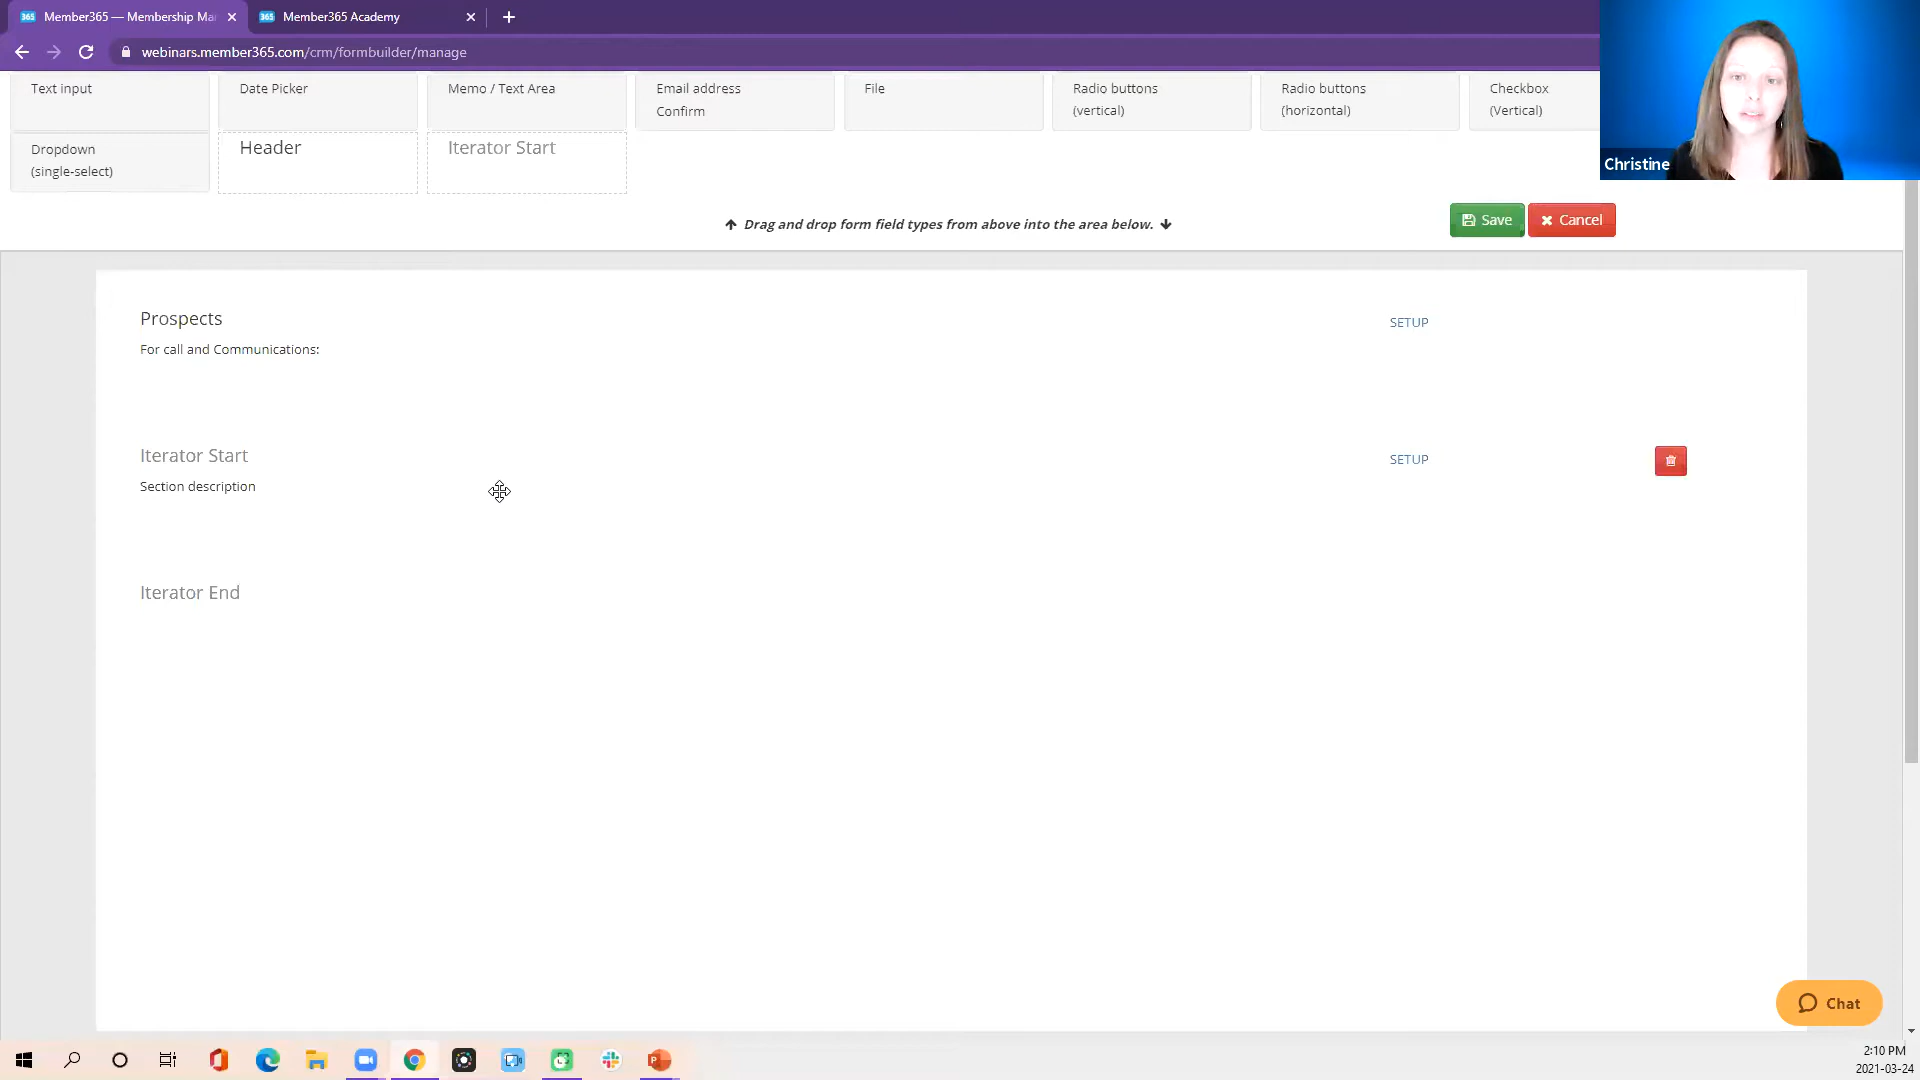 365 Member365 — Membership Ma
365 Member365 Academy
webinars.member365.com/crm/formbuilder/manage
Text input
Date Picker
Memo / Text Area
Email address
Confirm
File
Radio buttons
(vertical)
Radio buttons
(horizontal)
Checkbox
(Vertical)
Dropdown
(single-select)
Header
Iterator Start
Christine
Drag and drop form field types from above into the area below.
Save
Cancel
Prospects
SETUP
For call and Communications:
Iterator Start
SETUP
Section description
Iterator End
Chat
2:10 PM
2021-03-24